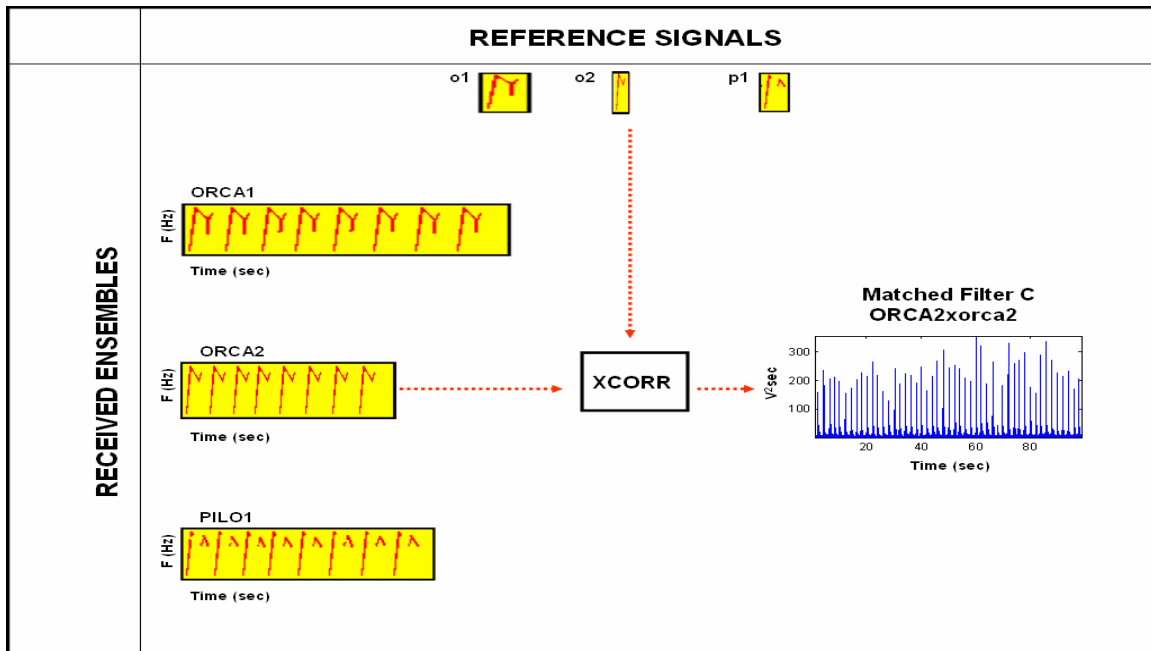 REFERENCE SIGNALS
o1
o2
p1
RECEIVED ENSEMBLES
ORCA1
F (Hz)
Time (sec)
ORCA2
F (Hz)
Time (sec)
XCORR
Matched Filter C
ORCA2xorca2
V²sec
300
200
100
20
40
60
80
Time (sec)
PILO1
F (Hz)
Time (sec)